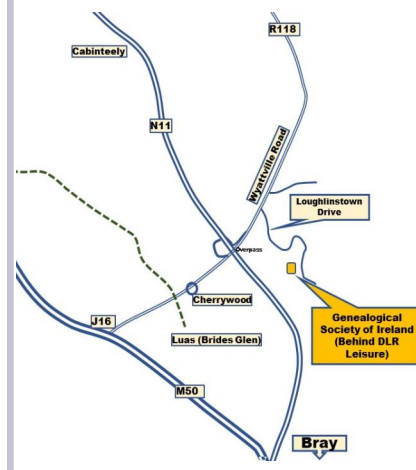 R118
Cabinteely
N11
Wyattville Road
Loughlinstown
Drive
Overpass
Cherrywood
Genealogical
Society of Ireland
(Behind DLR
Leisure)
J16
Luas (Brides Glen)
M50
Bray